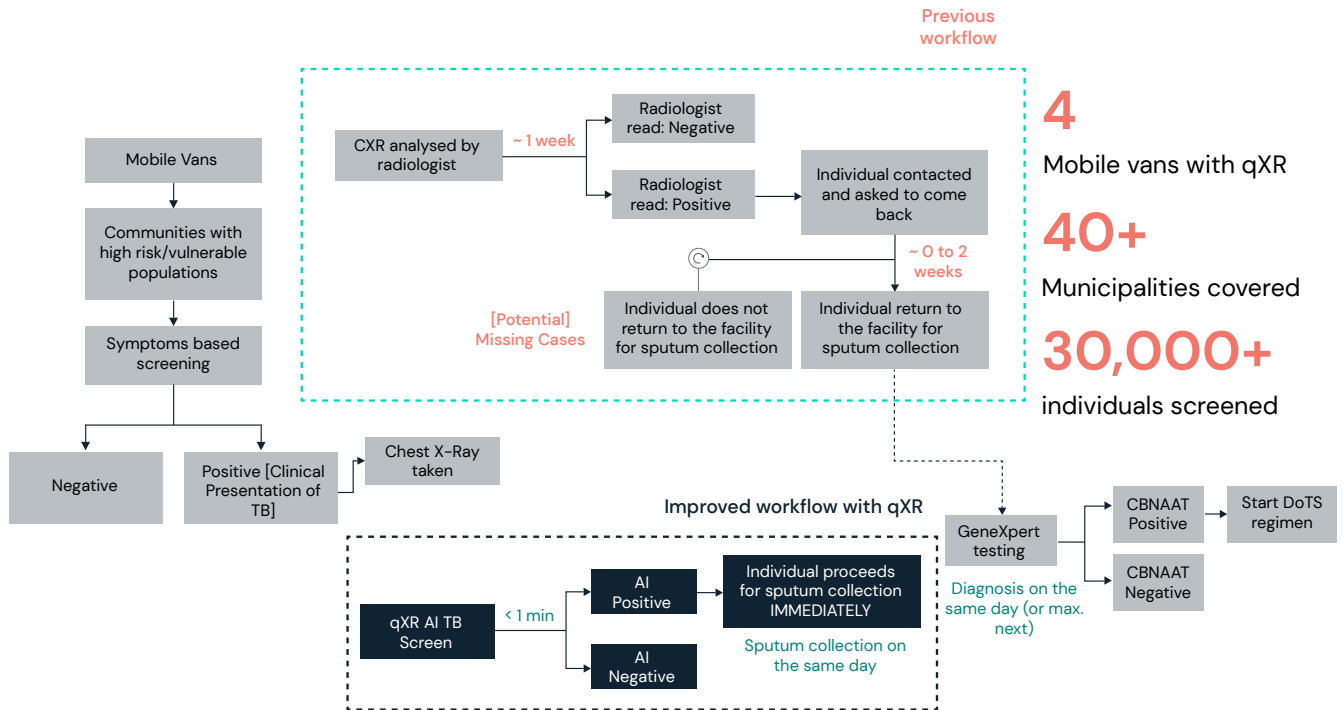 Previous
workflow
Mobile Vans
Communities with
high risk/vulnerable
populations
Symptoms based
screening
Negative
Positive [Clinical
Presentation of
TB]
Chest X-Ray
taken
CXR analysed by
radiologist
~ 1 week
Radiologist
read: Negative
Radiologist
read: Positive
Individual contacted
and asked to come
back
~ 0 to 2
weeks
[Potential]
Missing Cases
Individual does not
return to the facility
for sputum collection
Individual return to
the facility for
sputum collection
4
Mobile vans with qXR
40+
Municipalities covered
30,000+
individuals screened
Improved workflow with qXR
qXR AI TB
Screen
< 1 min
AI
Positive
AI
Negative
Individual proceeds
for sputum collection
IMMEDIATELY
Sputum collection on
the same day
GeneXpert
testing
Diagnosis on the
same day (or max.
next)
CBNAAT
Positive
CBNAAT
Negative
Start DoTS
regimen